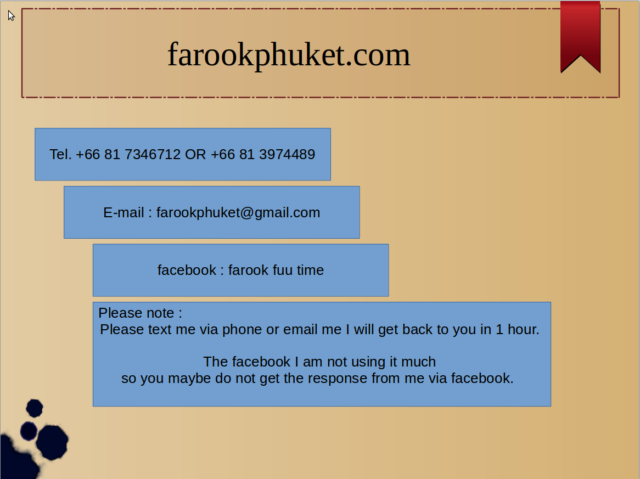 farookphuket.com
Tel. +66 81 7346712 OR +66 81 3974489
E-mail : farookphuket@gmail.com
facebook : farook fuu time
Please note :
Please text me via phone or email me I will get back to you in 1 hour.
The facebook I am not using it much
so you maybe do not get the response from me via facebook.